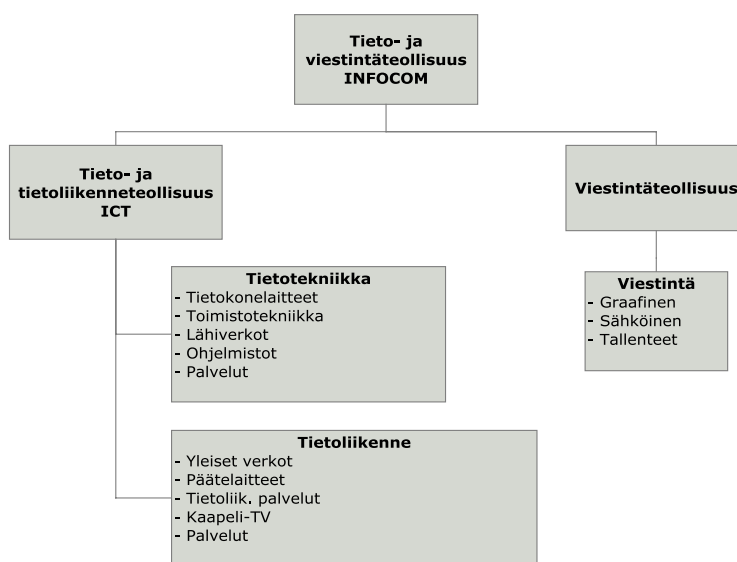 Tieto- ja
viestintäteollisuus
INFOCOM
Tieto- ja
tietoliikenneteollisuus
ICT
Viestintäteollisuus
Tietotekniikka
- Tietokonelaitteet
- Toimistotekniikka
- Lähiverkot
- Ohjelmistot
- Palvelut
Viestintä
- Graafinen
- Sähköinen
- Tallenteet
Tietoliikenne
- Yleiset verkot
- Päätelaitteet
- Tietoliik. palvelut
- Kaapeli-TV
- Palvelut